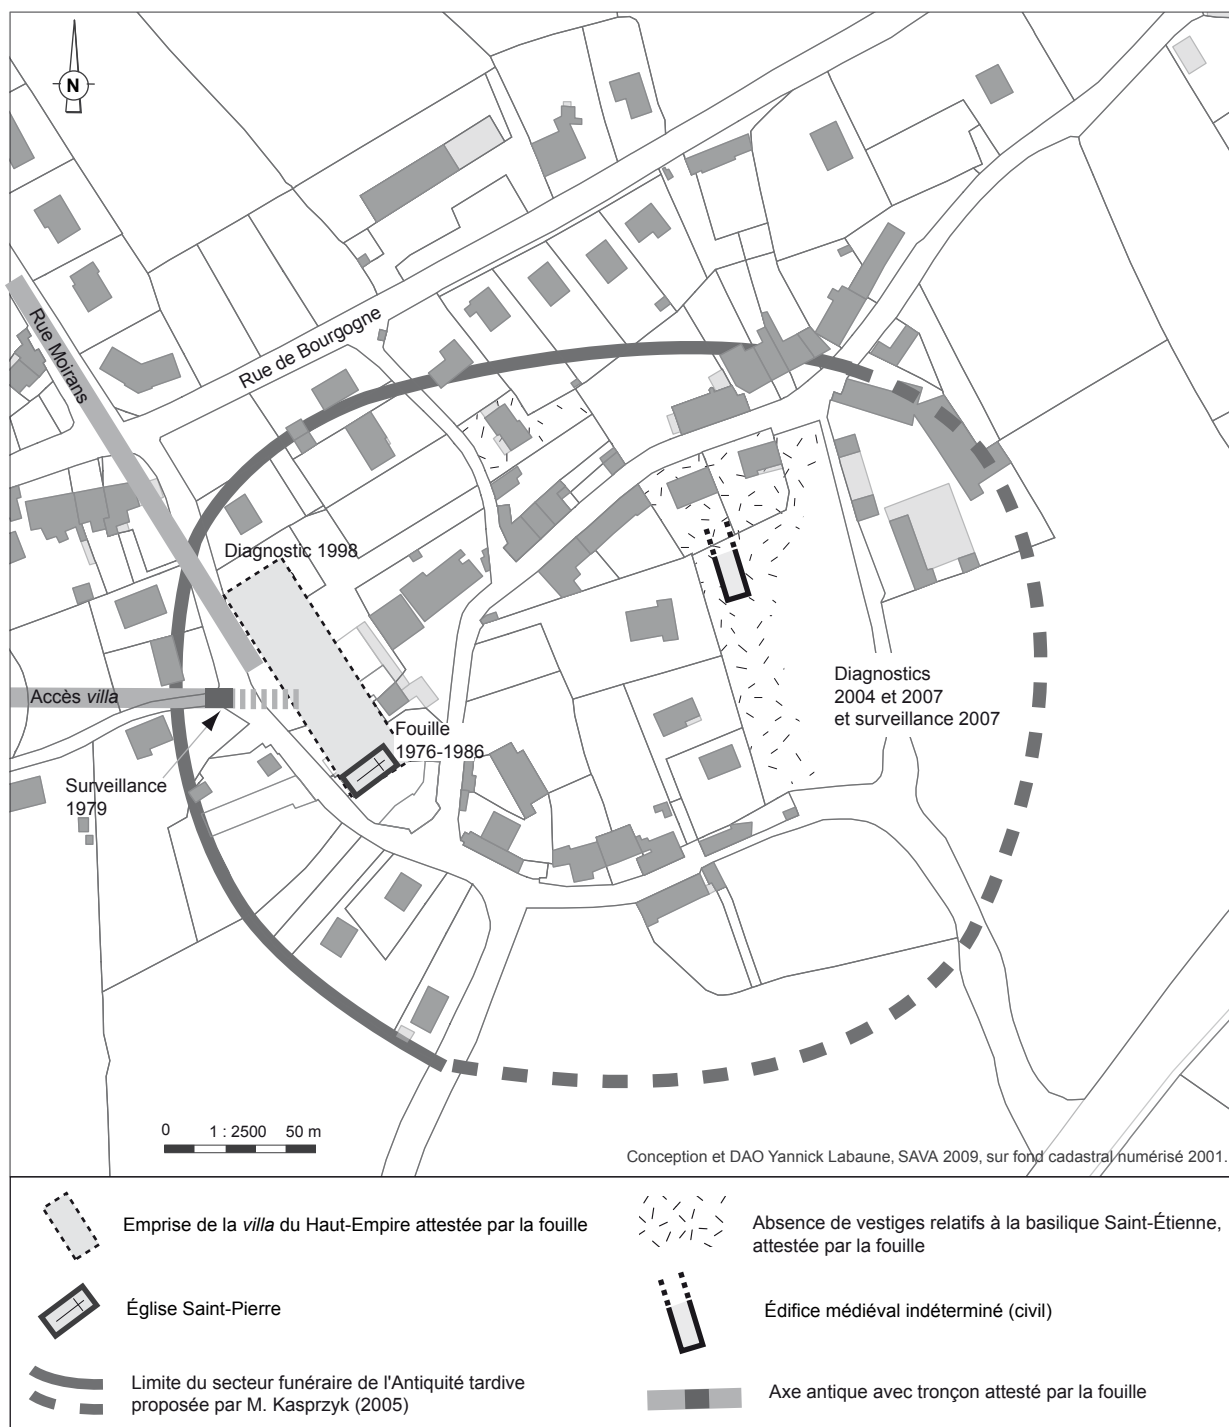 N
Rue Moirans
Rue de Bourgogne
Diagnostic 1998
Accès villa
Fouille
1976-1986
Surveillance
1979
Diagnostics
2004 et 2007
et surveillance 2007
0 1 : 2500 50 m
Conception et DAO Yannick Labaune, SAVA 2009, sur fond cadastral numérisé 2001.
Emprise de la villa du Haut-Empire attestée par la fouille
Église Saint-Pierre
Limite du secteur funéraire de l'Antiquité tardive
proposée par M. Kasprzyk (2005)
Absence de vestiges relatifs à la basilique Saint-Étienne,
attestée par la fouille
Édifice médiéval indéterminé (civil)
Axe antique avec tronçon attesté par la fouille